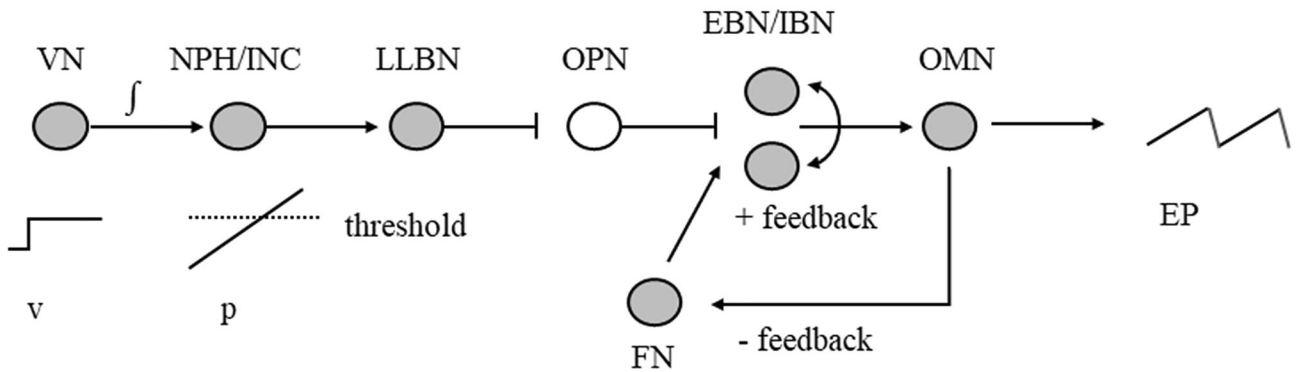 VN
NPH/INC
LLBN
OPN
EBN/IBN
OMN
∫
+ feedback
EP
threshold
v
p
FN
- feedback